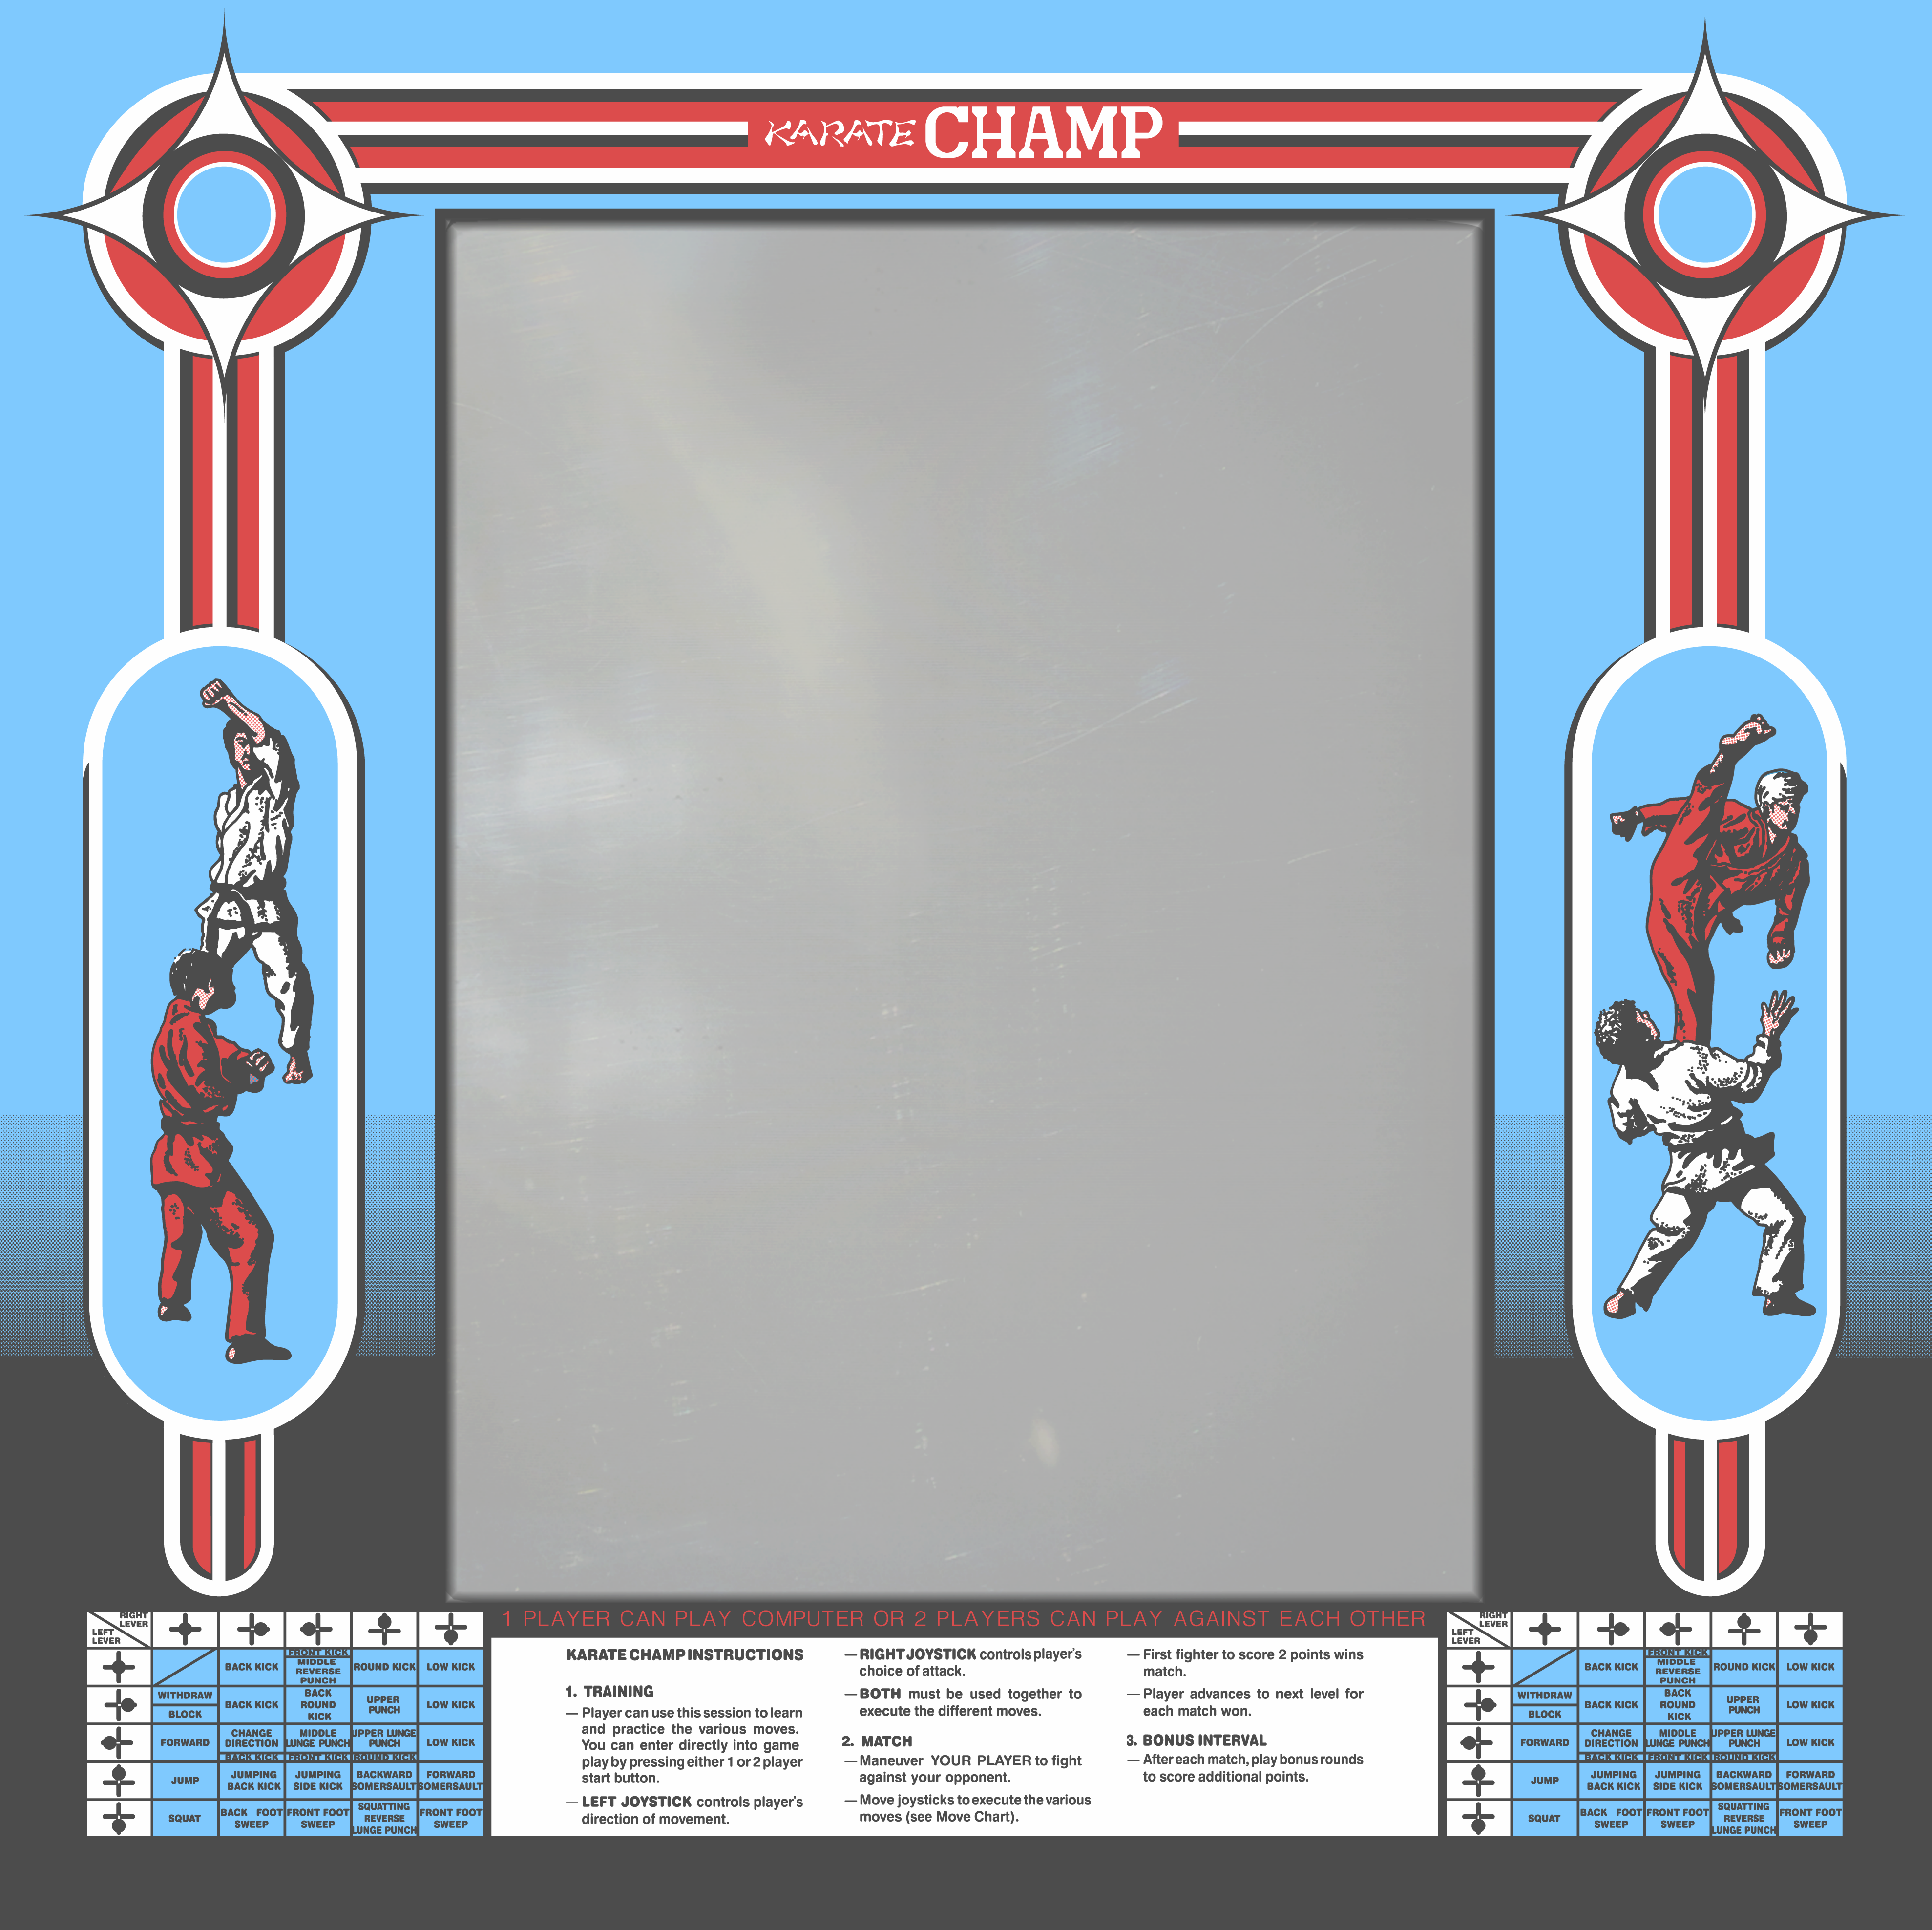 KARATE CHAMP
1 PLAYER CAN PLAY COMPUTER OR 2 PLAYERS CAN PLAY AGAINST EACH OTHER
RIGHT
LEVER
LEFT
LEVER
BACK KICK
FRONT KICK
MIDDLE
REVERSE
PUNCH
ROUND KICK
LOW KICK
WITHDRAW
BLOCK
BACK KICK
BACK
ROUND
KICK
UPPER
PUNCH
LOW KICK
FORWARD
CHANGE
DIRECTION
BACK KICK
MIDDLE
LUNGE PUNCH
FRONT KICK
UPPER LUNGE
PUNCH
ROUND KICK
LOW KICK
JUMP
JUMPING
BACK KICK
JUMPING
SIDE KICK
BACKWARD
SOMERSAULT
FORWARD
SOMERSAULT
SQUAT
BACK FOOT
SWEEP
FRONT FOOT
SWEEP
SQUATTING
REVERSE
LUNGE PUNCH
FRONT FOOT
SWEEP
KARATE CHAMP INSTRUCTIONS
1. TRAINING
— Player can use this session to learn
and practice the various moves.
You can enter directly into game
play by pressing either 1 or 2 player
start button.
— LEFT JOYSTICK controls player's
direction of movement.
— RIGHT JOYSTICK controls player's
choice of attack.
— BOTH must be used together to
execute the different moves.
2. MATCH
— Maneuver YOUR PLAYER to fight
against your opponent.
— Move joysticks to execute the various
moves (see Move Chart).
— First fighter to score 2 points wins
match.
— Player advances to next level for
each match won.
3. BONUS INTERVAL
— After each match, play bonus rounds
to score additional points.
RIGHT
LEVER
LEFT
LEVER
BACK KICK
FRONT KICK
MIDDLE
REVERSE
PUNCH
ROUND KICK
LOW KICK
WITHDRAW
BLOCK
BACK KICK
BACK
ROUND
KICK
UPPER
PUNCH
LOW KICK
FORWARD
CHANGE
DIRECTION
BACK KICK
MIDDLE
LUNGE PUNCH
FRONT KICK
UPPER LUNGE
PUNCH
ROUND KICK
LOW KICK
JUMP
JUMPING
BACK KICK
JUMPING
SIDE KICK
BACKWARD
SOMERSAULT
FORWARD
SOMERSAULT
SQUAT
BACK FOOT
SWEEP
FRONT FOOT
SWEEP
SQUATTING
REVERSE
LUNGE PUNCH
FRONT FOOT
SWEEP